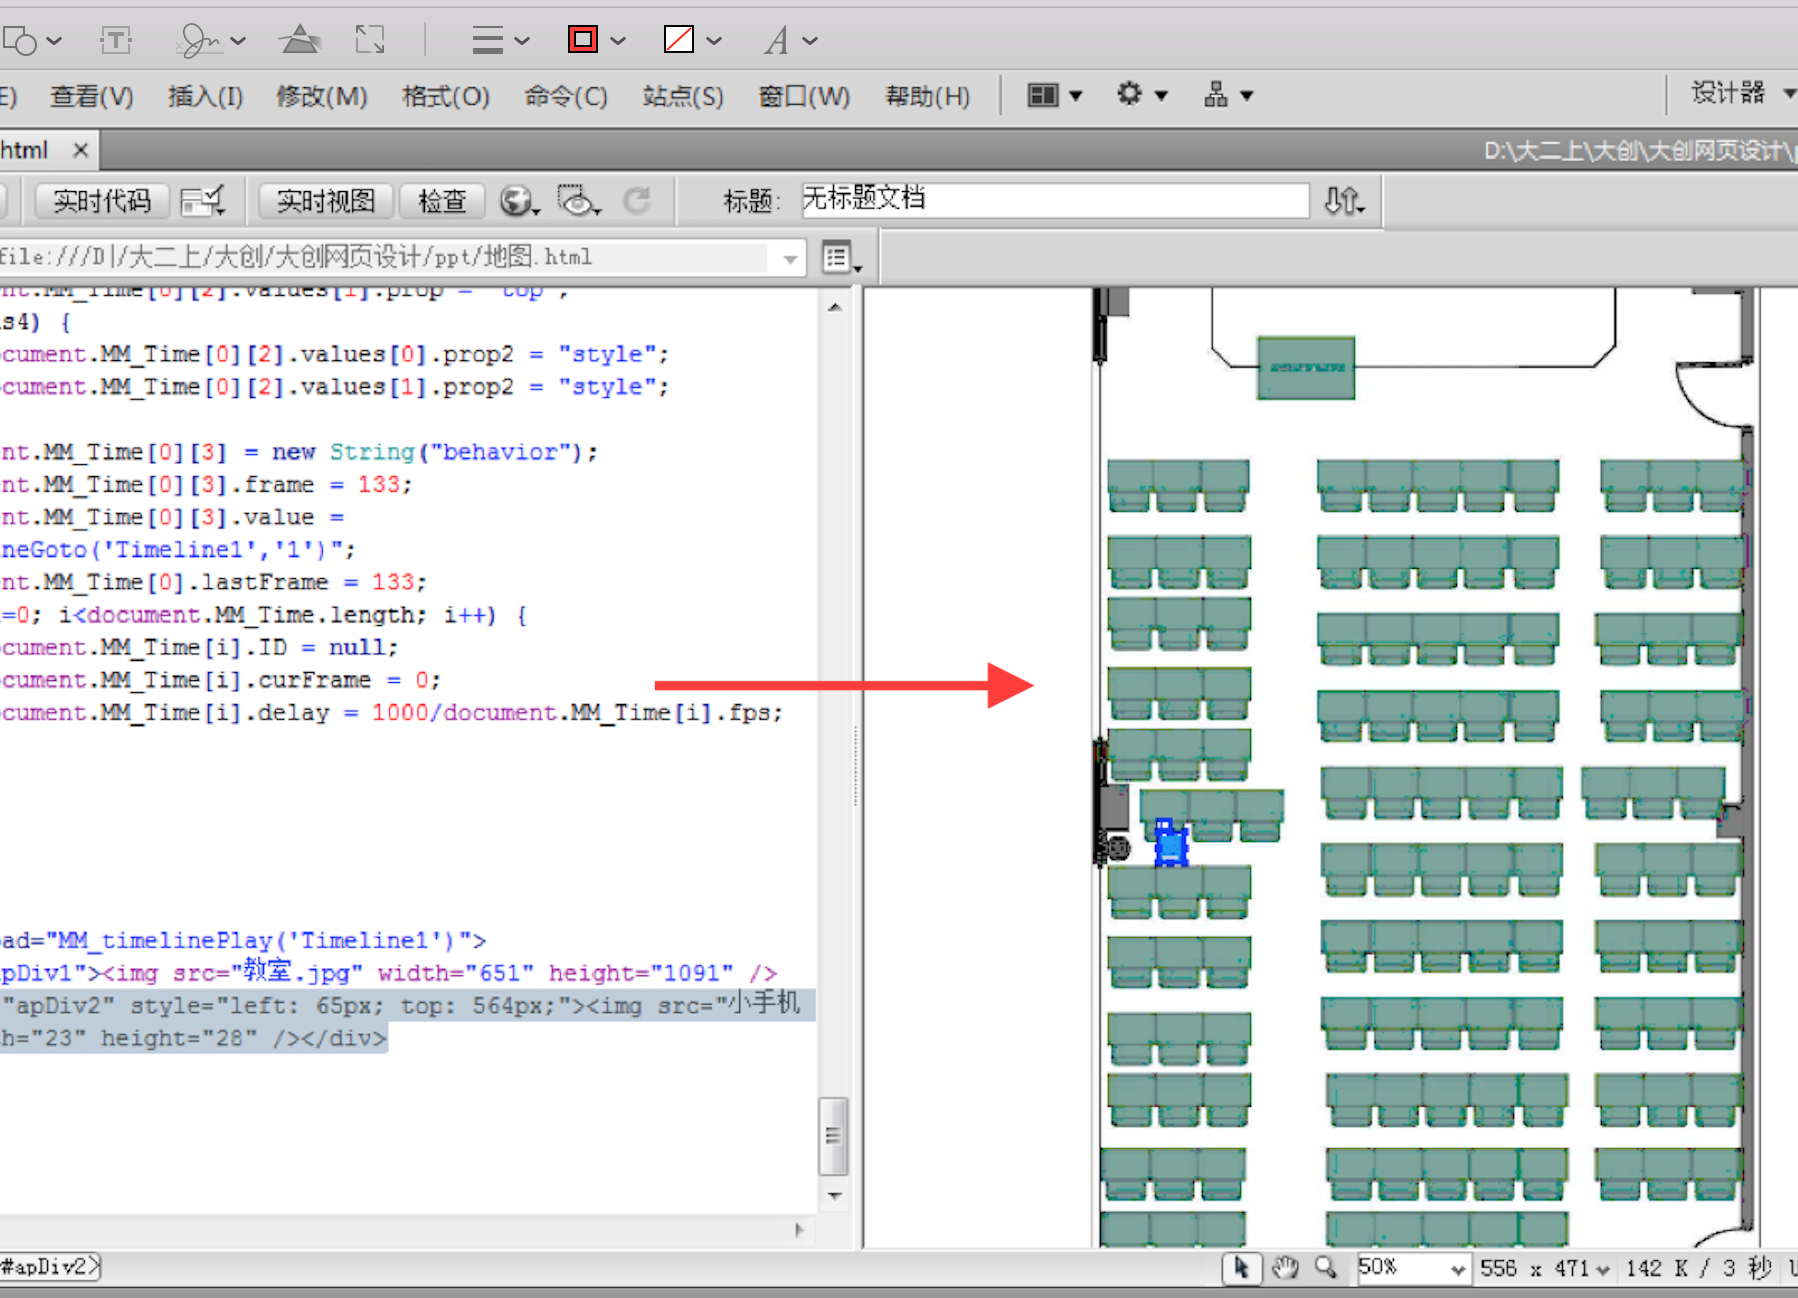 E) 查看(V) 插入(I) 修改(M) 格式(O) 命令(C) 站点(S) 窗口(W) 帮助(H) 设计器
html × D:\大二上\大创\大创网页设计\
实时代码 实时视图 检查 标题: 无标题文档
file:///D|/大二上/大创/大创网页设计/ppt/地图.html
nt.MM_Time[0][2].values[1].prop = "top";
s4) {
cument.MM_Time[0][2].values[0].prop2 = "style";
cument.MM_Time[0][2].values[1].prop2 = "style";
nt.MM_Time[0][3] = new String("behavior");
nt.MM_Time[0][3].frame = 133;
nt.MM_Time[0][3].value =
neGoto('Timeline1','1')";
nt.MM_Time[0].lastFrame = 133;
=0; i<document.MM_Time.length; i++) {
cument.MM_Time[i].ID = null;
cument.MM_Time[i].curFrame = 0;
cument.MM_Time[i].delay = 1000/document.MM_Time[i].fps;
ad="MM_timelinePlay('Timeline1')">
pDiv1"><img src="教室.jpg" width="651" height="1091" />
"apDiv2" style="left: 65px; top: 564px;"><img src="小手机
h="23" height="28" /></div>
#apDiv2> 50% 556 x 471 142 K / 3 秒 U